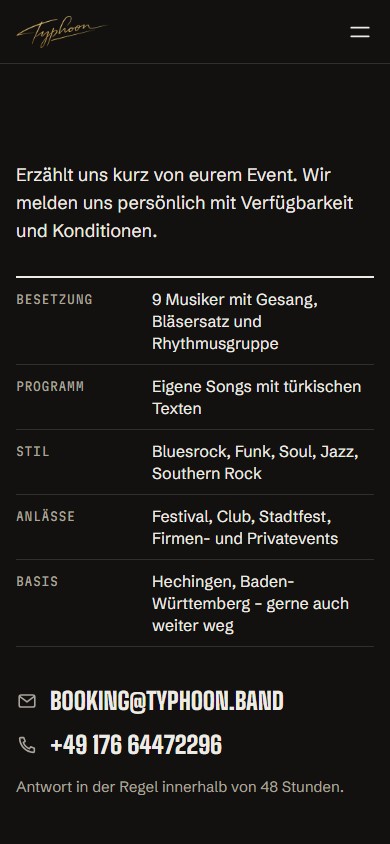 Typhoon
Erzählt uns kurz von eurem Event. Wir
melden uns persönlich mit Verfügbarkeit
und Konditionen.
BESETZUNG
9 Musiker mit Gesang,
Bläsersatz und
Rhythmusgruppe
PROGRAMM
Eigene Songs mit türkischen
Texten
STIL
Bluesrock, Funk, Soul, Jazz,
Southern Rock
ANLÄSSE
Festival, Club, Stadtfest,
Firmen- und Privatevents
BASIS
Hechingen, Baden-
Württemberg – gerne auch
weiter weg
BOOKING@TYPHOON.BAND
+49 176 64472296
Antwort in der Regel innerhalb von 48 Stunden.